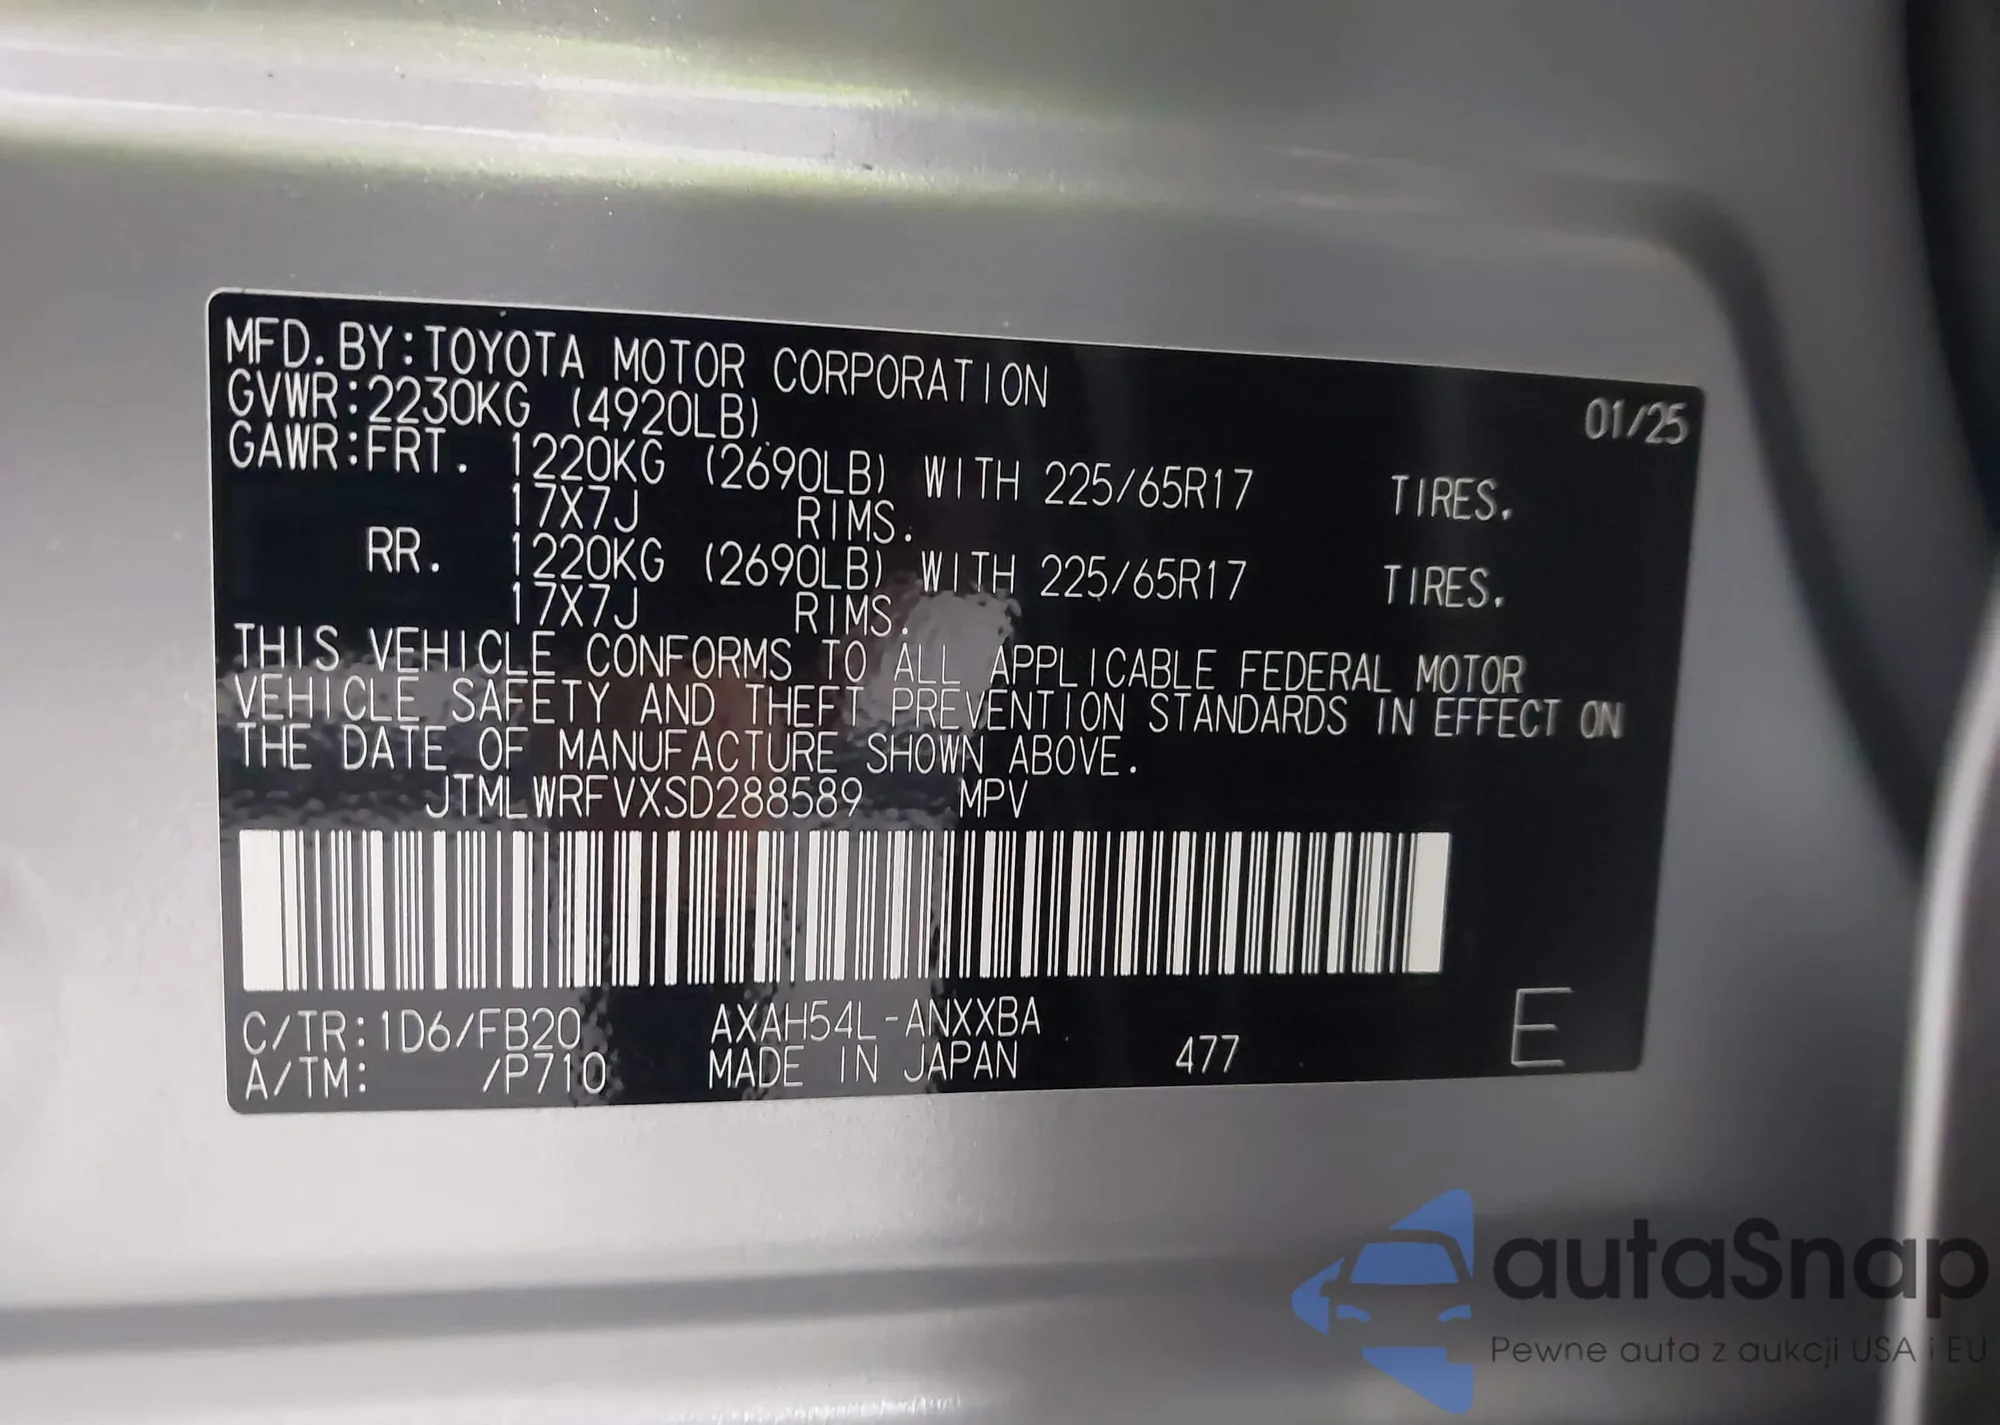 MFD. BY:TOYOTA MOTOR CORPORATION 01/25
GVWR:2230KG (4920LB)
GAWR:FRT. 1220KG (2690LB) WITH 225/65R17 TIRES.
17X7J RIMS.
RR. 1220KG (2690LB) WITH 225/65R17 TIRES.
17X7J RIMS.
THIS VEHICLE CONFORMS TO ALL APPLICABLE FEDERAL MOTOR
VEHICLE SAFETY AND THEFT PREVENTION STANDARDS IN EFFECT ON
THE DATE OF MANUFACTURE SHOWN ABOVE.
JTMLWRFVXSD288589 MPV
C/TR:1D6/FB20 AXAH54L-ANXXBA
A/TM: /P710 MADE IN JAPAN 477 E
autaSnap
Pewne auta z aukcji USA i EU